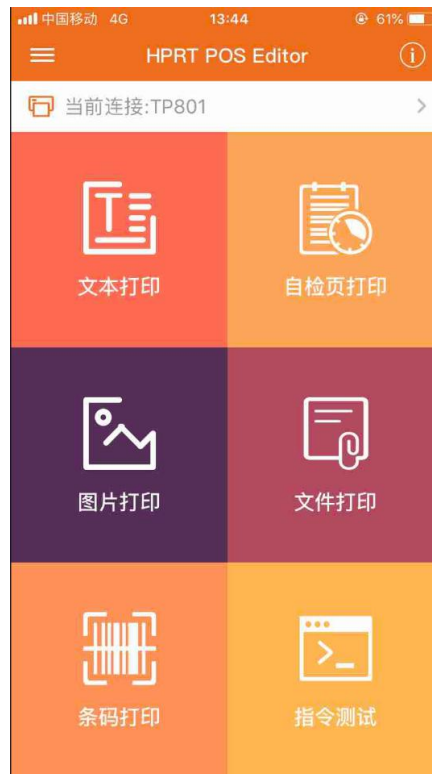 中国移动 4G 13:44 61%
HPRT POS Editor
当前连接:TP801
文本打印 自检页打印
图片打印 文件打印
条码打印 指令测试